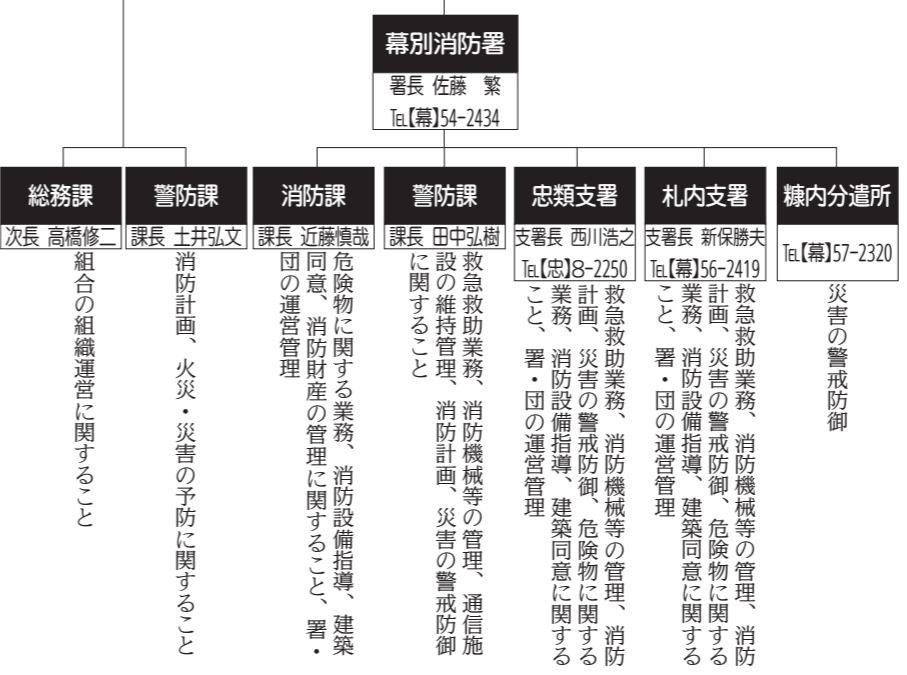 幕別消防署
署長 佐藤　繁
℡【幕】54-2434
総務課
次長 高橋修二
組合の組織運営に関すること
警防課
課長 土井弘文
消防計画、火災・災害の予防に関すること
消防課
課長 近藤慎哉
危険物に関する業務、消防設備指導、建築
同意、消防財産の管理に関すること、署・
団の運営管理
警防課
課長 田中弘樹
救急救助業務、消防機械等の管理、通信施
設の維持管理、消防計画、災害の警戒防御
に関すること
忠類支署
支署長 西川浩之
℡【忠】8-2250
救急救助業務、消防機械等の管理、消防
計画、災害の警戒防御、危険物に関する
業務、消防設備指導、建築同意に関する
こと、署・団の運営管理
札内支署
支署長 新保勝夫
℡【幕】56-2419
救急救助業務、消防機械等の管理、消防
計画、災害の警戒防御、危険物に関する
業務、消防設備指導、建築同意に関する
こと、署・団の運営管理
糠内分遣所
℡【幕】57-2320
災害の警戒防御